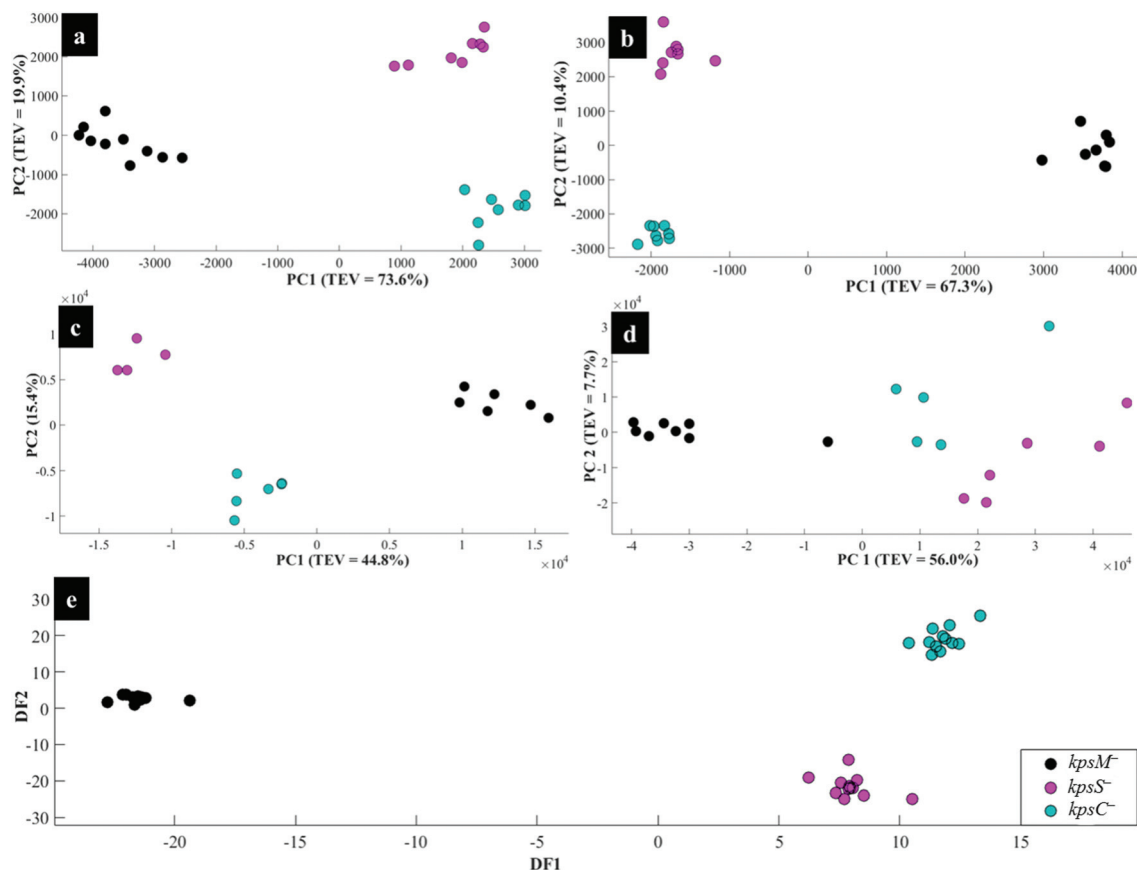 a
3000
2000
1000
0
-1000
-2000
PC2 (TEV = 19.9%)
-4000 -3000 -2000 -1000 0 1000 2000 3000
PC1 (TEV = 73.6%)
b
3000
2000
1000
0
-1000
-2000
-3000
PC2 (TEV = 10.4%)
-2000 -1000 0 1000 2000 3000 4000
PC1 (TEV = 67.3%)
×10⁴
c
1
0.5
0
-0.5
-1
PC2 (15.4%)
-1.5 -1 -0.5 0 0.5 1 1.5
PC1 (TEV = 44.8%)
×10⁴
×10⁴
d
3
2
1
0
-1
-2
PC 2 (TEV = 7.7%)
-4 -3 -2 -1 0 1 2 3 4
PC 1 (TEV = 56.0%)
×10⁴
e
30
20
10
0
-10
-20
-30
DF2
-20 -15 -10 -5 0 5 10 15
DF1
kpsM⁻
kpsS⁻
kpsC⁻